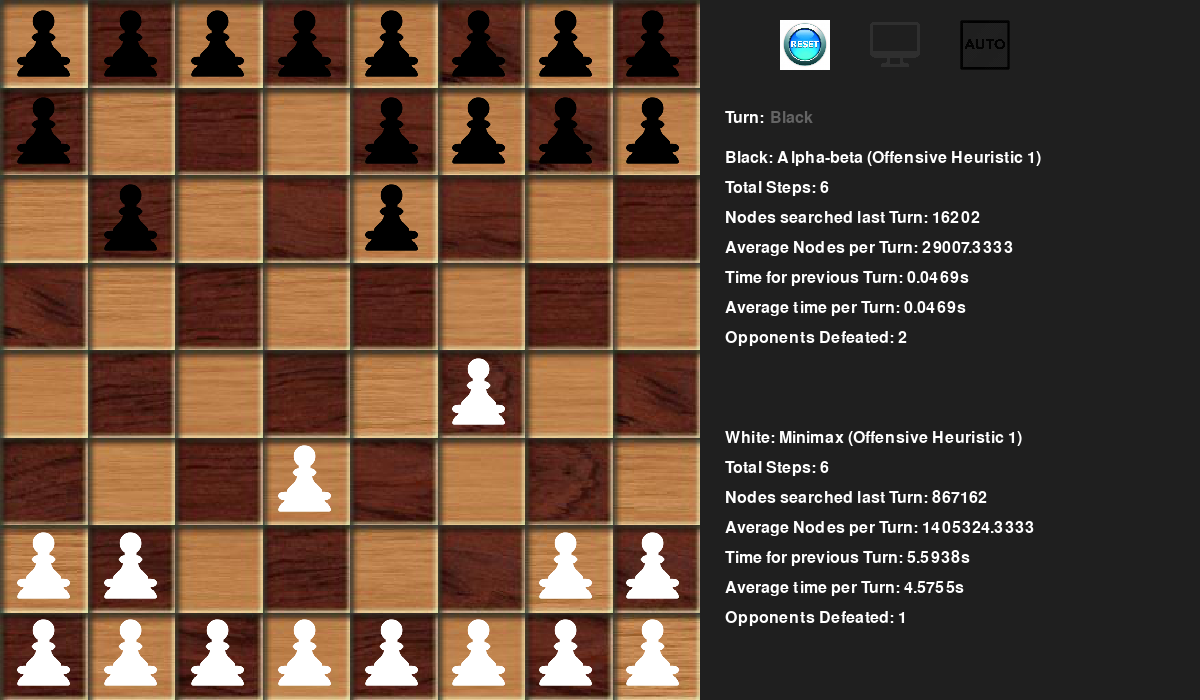 RESET
AUTO
Turn: Black
Black: Alpha-beta (Offensive Heuristic 1)
Total Steps: 6
Nodes searched last Turn: 16202
Average Nodes per Turn: 29007.3333
Time for previous Turn: 0.0469s
Average time per Turn: 0.0469s
Opponents Defeated: 2
White: Minimax (Offensive Heuristic 1)
Total Steps: 6
Nodes searched last Turn: 867162
Average Nodes per Turn: 1405324.3333
Time for previous Turn: 5.5938s
Average time per Turn: 4.5755s
Opponents Defeated: 1